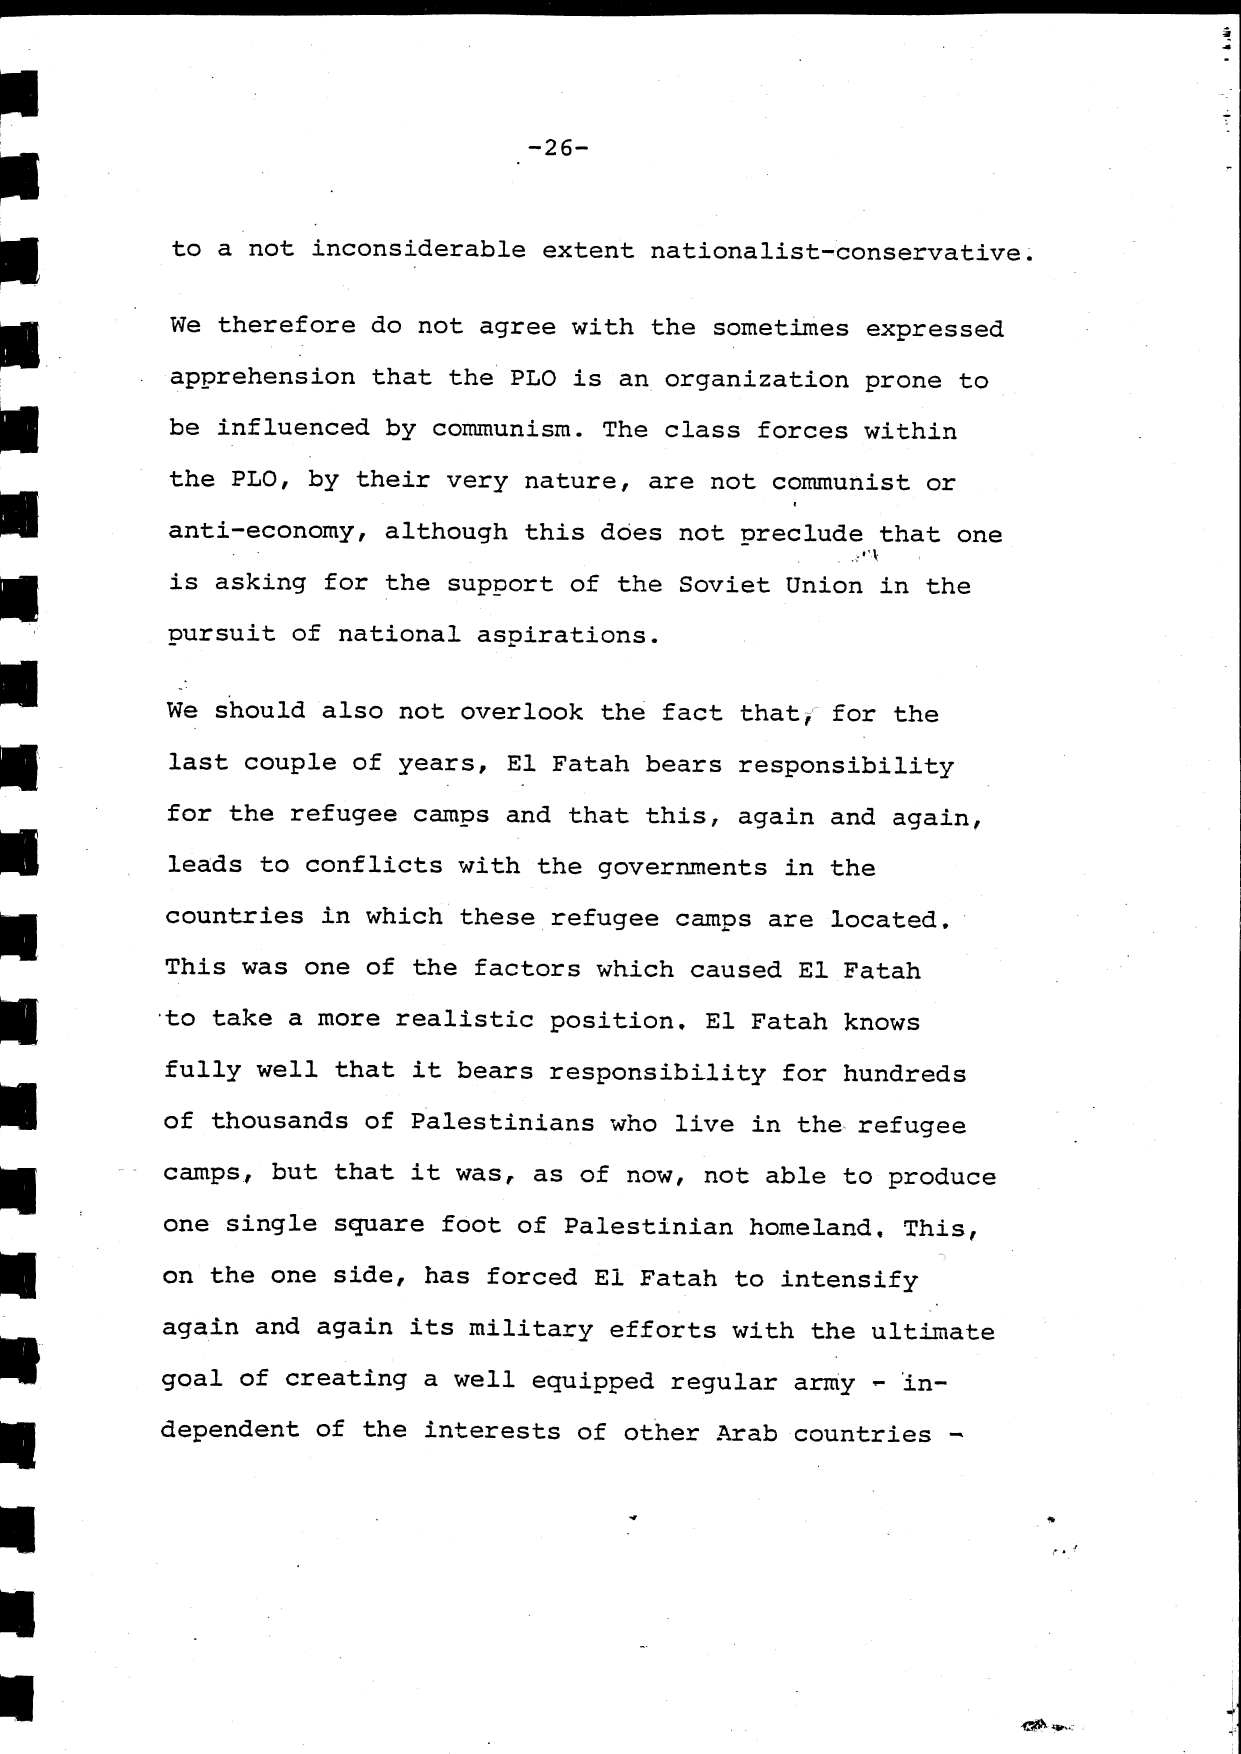 -26-
to a not inconsiderable extent nationalist-conservative.
We therefore do not agree with the sometimes expressed
apprehension that the PLO is an organization prone to
be influenced by communism. The class forces within
the PLO, by their very nature, are not communist or
anti-economy, although this does not preclude that one
is asking for the support of the Soviet Union in the
pursuit of national aspirations.
We should also not overlook the fact that, for the
last couple of years, El Fatah bears responsibility
for the refugee camps and that this, again and again,
leads to conflicts with the governments in the
countries in which these refugee camps are located.
This was one of the factors which caused El Fatah
to take a more realistic position. El Fatah knows
fully well that it bears responsibility for hundreds
of thousands of Palestinians who live in the refugee
camps, but that it was, as of now, not able to produce
one single square foot of Palestinian homeland. This,
on the one side, has forced El Fatah to intensify
again and again its military efforts with the ultimate
goal of creating a well equipped regular army - in-
dependent of the interests of other Arab countries -